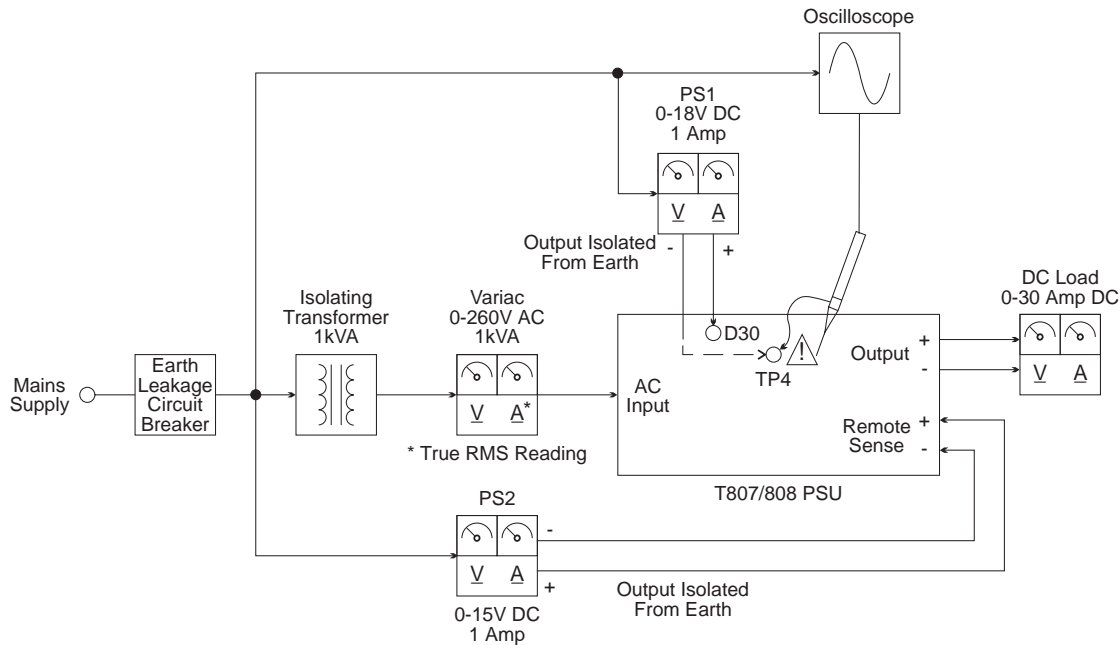 Oscilloscope
PS1
0-18V DC
1 Amp
V A
Output Isolated
From Earth
-
+
DC Load
0-30 Amp DC
V A
Isolating
Transformer
1kVA
Variac
0-260V AC
1kVA
V A*
* True RMS Reading
Earth
Leakage
Circuit
Breaker
Mains
Supply
D30
TP4
!
AC
Input
Output
+
-
Remote
Sense
+
-
T807/808 PSU
PS2
V A
-
+
0-15V DC
1 Amp
Output Isolated
From Earth